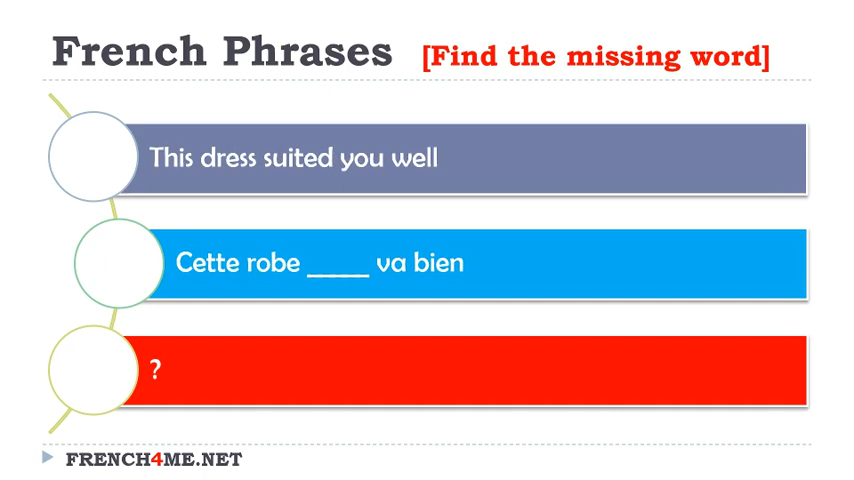 French Phrases [Find the missing word]
This dress suited you well
Cette robe _____ va bien
?
FRENCH4ME.NET